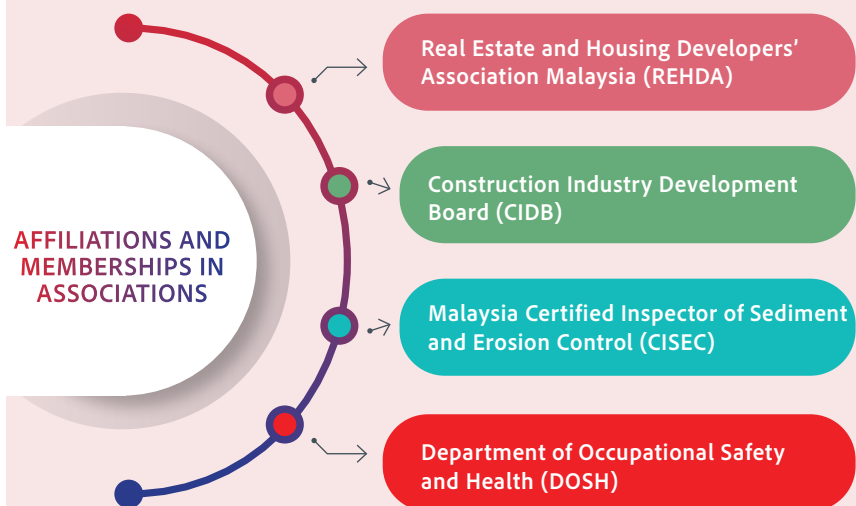 AFFILIATIONS AND
MEMBERSHIPS IN
ASSOCIATIONS
Real Estate and Housing Developers’
Association Malaysia (REHDA)
Construction Industry Development
Board (CIDB)
Malaysia Certified Inspector of Sediment
and Erosion Control (CISEC)
Department of Occupational Safety
and Health (DOSH)